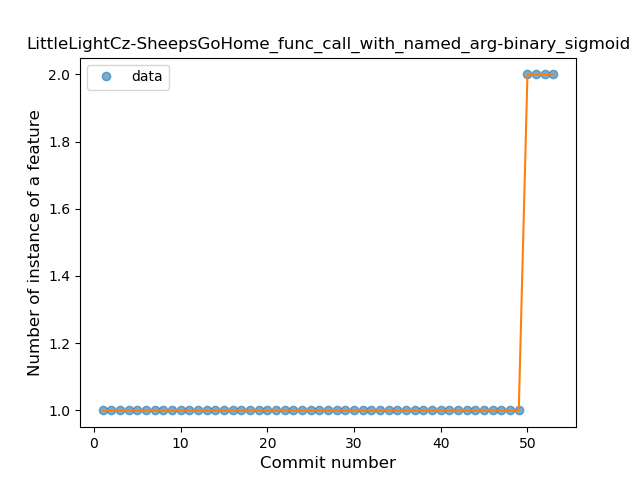 LittleLightCz-SheepsGoHome_func_call_with_named_arg-binary_sigmoid
data
Number of instance of a feature
2.0
1.8
1.6
1.4
1.2
1.0
0 10 20 30 40 50
Commit number